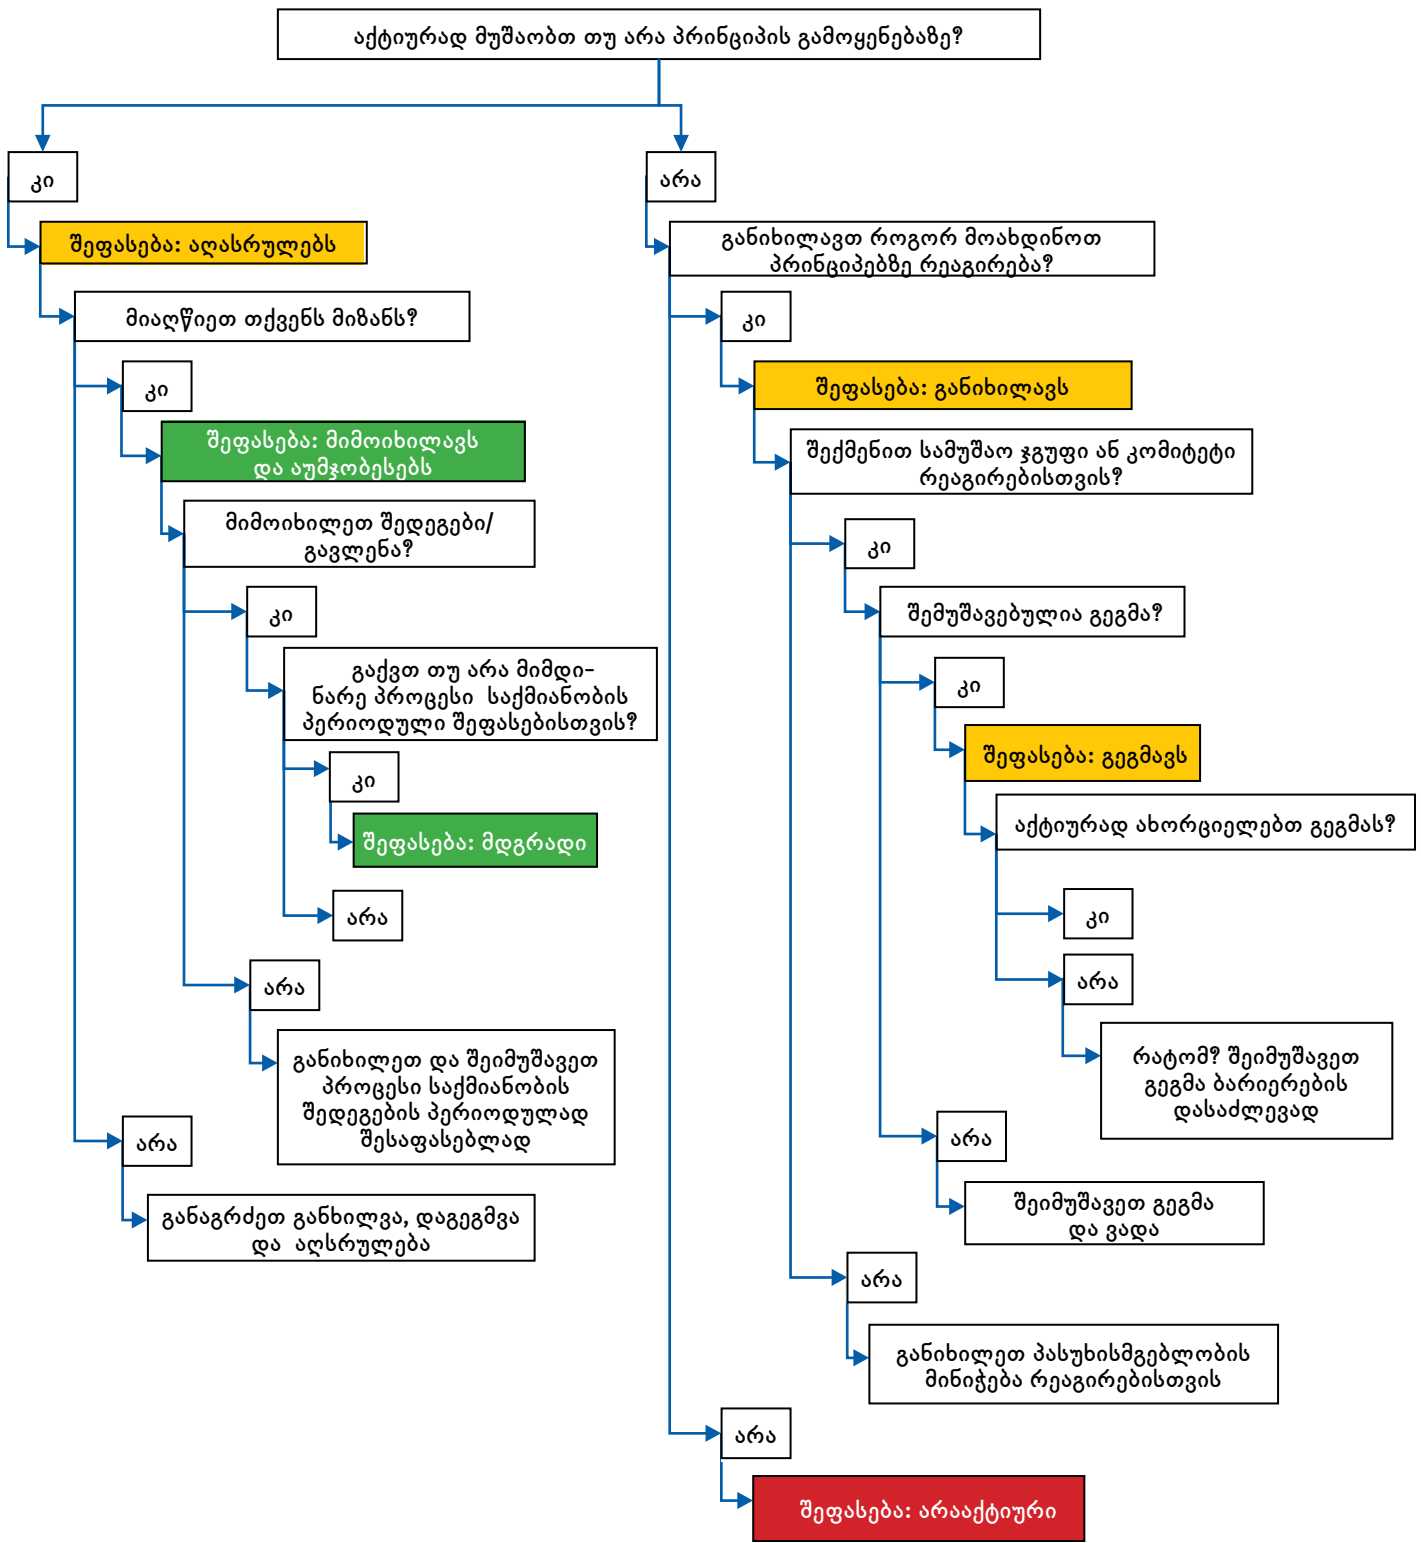 აქტიურად მუშაობთ თუ არა პრინციპის გამოყენებაზე?
კი
შეფასება: აღასრულებს
მიაღწიეთ თქვენს მიზანს?
კი
შეფასება: მიმოიხილავს
და აუმჯობესებს
მიმოიხილეთ შედეგები/
გავლენა?
კი
გაქვთ თუ არა მიმდი-
ნარე პროცესი საქმიანობის
პერიოდული შეფასებისთვის?
კი
შეფასება: მდგრადი
არა
არა
განიხილეთ და შეიმუშავეთ
პროცესი საქმიანობის
შედეგების პერიოდულად
შესაფასებლად
არა
განაგრძეთ განხილვა, დაგეგმვა
და აღსრულება
არა
განიხილავთ როგორ მოახდინოთ
პრინციპებზე რეაგირება?
კი
შეფასება: განიხილავს
შექმენით სამუშაო ჯგუფი ან კომიტეტი
რეაგირებისთვის?
კი
შემუშავებულია გეგმა?
კი
შეფასება: გეგმავს
აქტიურად ახორციელებთ გეგმას?
კი
არა
რატომ? შეიმუშავეთ
გეგმა ბარიერების
დასაძლევად
არა
შეიმუშავეთ გეგმა
და ვადა
არა
განიხილეთ პასუხისმგებლობის
მინიჭება რეაგირებისთვის
არა
შეფასება: არააქტიური